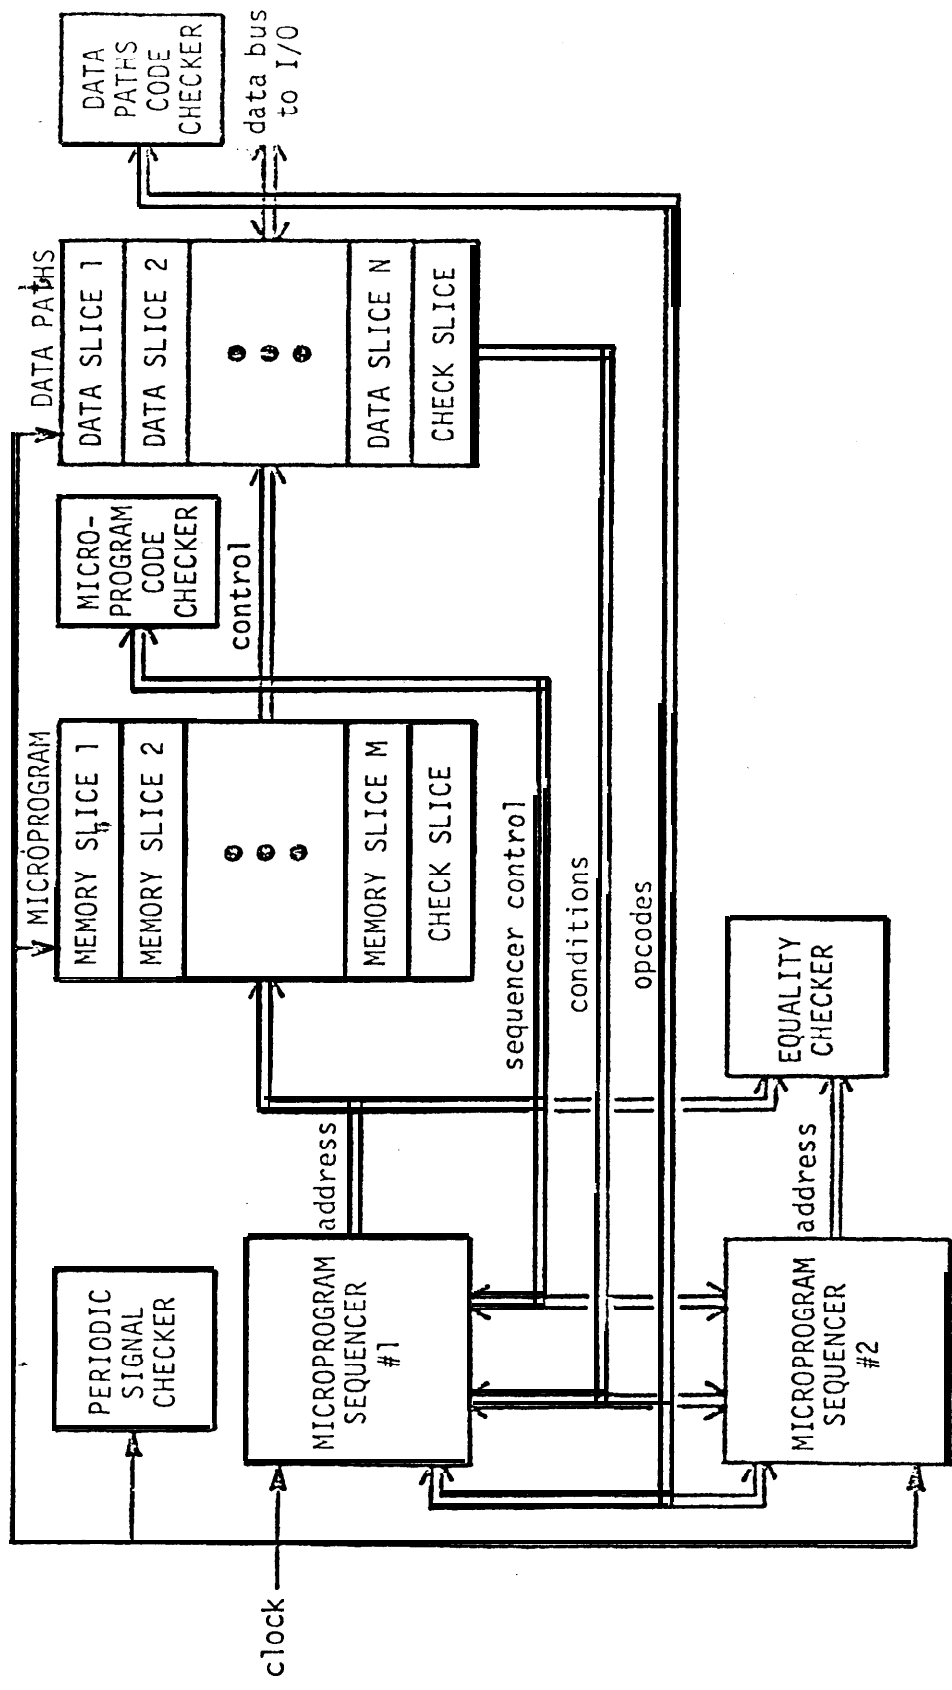 PERIODIC
SIGNAL
CHECKER
clock
MICROPROGRAM
SEQUENCER
#1
address
MICROPROGRAM
SEQUENCER
#2
address
EQUALITY
CHECKER
MICROPROGRAM
MEMORY SLICE 1
MEMORY SLICE 2
MEMORY SLICE M
CHECK SLICE
sequencer control
conditions
opcodes
MICRO-
PROGRAM
CODE
CHECKER
control
DATA PATHS
DATA SLICE 1
DATA SLICE 2
DATA SLICE N
CHECK SLICE
DATA
PATHS
CODE
CHECKER
data bus
to I/O